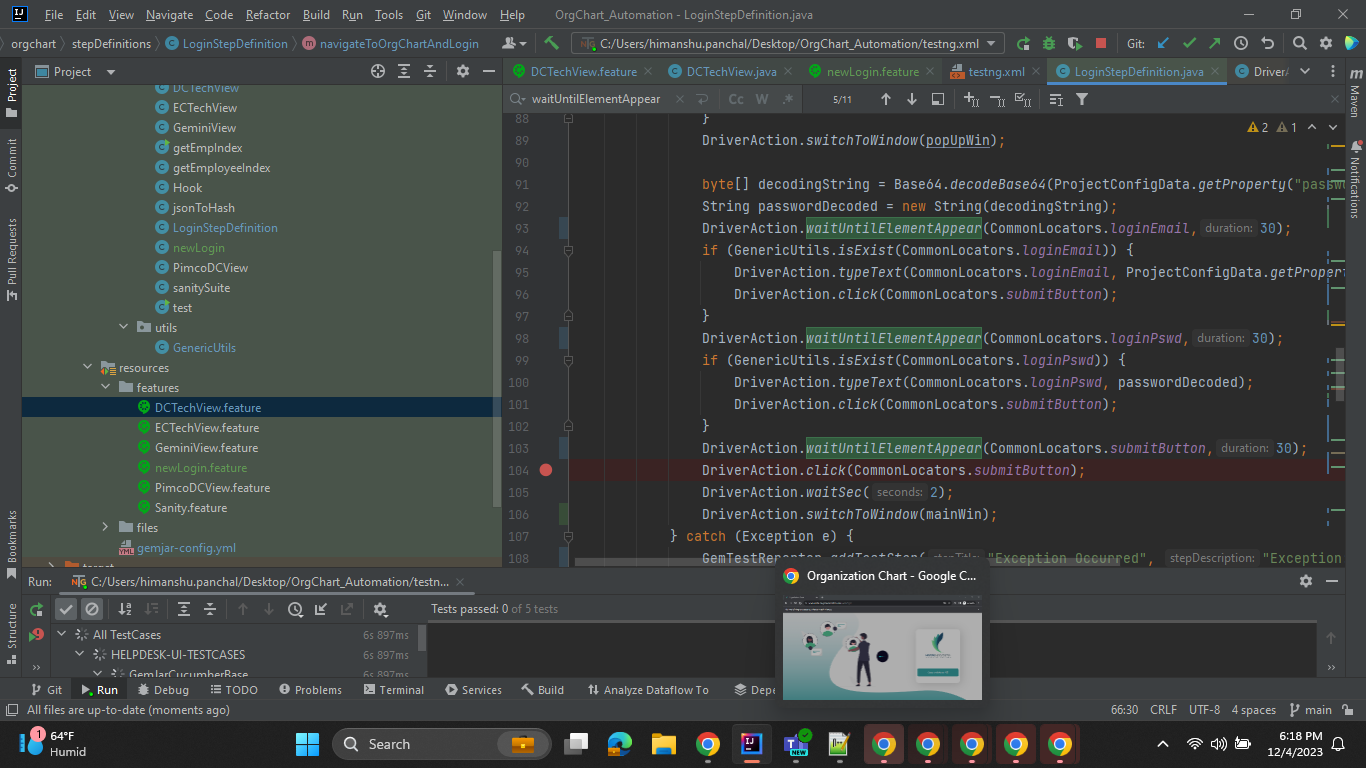 File Edit View Navigate Code Refactor Build Run Tools Git Window Help OrgChart_Automation - LoginStepDefinition.java
orgchart stepDefinitions LoginStepDefinition navigateToOrgChartAndLogin C:/Users/himanshu.panchal/Desktop/OrgChart_Automation/testng.xml Git:
Project
DCTechView.feature DCTechView.java newLogin.feature testng.xml LoginStepDefinition.java DriverA
waitUntilElementAppear Cc W .* 5/11
Project
Commit
Pull Requests
Bookmarks
Structure
DCTechView
ECTechView
GeminiView
getEmpIndex
getEmployeeIndex
Hook
jsonToHash
LoginStepDefinition
newLogin
PimcoDCView
sanitySuite
test
utils
GenericUtils
resources
features
DCTechView.feature
ECTechView.feature
GeminiView.feature
newLogin.feature
PimcoDCView.feature
Sanity.feature
files
gemjar-config.yml
target
88 }
89 DriverAction.switchToWindow(popUpWin);
90
91 byte[] decodingString = Base64.decodeBase64(ProjectConfigData.getProperty("passw
92 String passwordDecoded = new String(decodingString);
93 DriverAction.waitUntilElementAppear(CommonLocators.loginEmail, duration: 30);
94 if (GenericUtils.isExist(CommonLocators.loginEmail)) {
95 DriverAction.typeText(CommonLocators.loginEmail, ProjectConfigData.getPropert
96 DriverAction.click(CommonLocators.submitButton);
97 }
98 DriverAction.waitUntilElementAppear(CommonLocators.loginPswd, duration: 30);
99 if (GenericUtils.isExist(CommonLocators.loginPswd)) {
100 DriverAction.typeText(CommonLocators.loginPswd, passwordDecoded);
101 DriverAction.click(CommonLocators.submitButton);
102 }
103 DriverAction.waitUntilElementAppear(CommonLocators.submitButton, duration: 30);
104 DriverAction.click(CommonLocators.submitButton);
105 DriverAction.waitSec( seconds: 2);
106 DriverAction.switchToWindow(mainWin);
107 } catch (Exception e) {
108 GemTestReporter.addTestStep( stepTitle: "Exception Occurred", stepDescription: "Exception
2 1
Maven
Notifications
Run: C:/Users/himanshu.panchal/Desktop/OrgChart_Automation/testn...
Tests passed: 0 of 5 tests
All TestCases 6s 897ms
HELPDESK-UI-TESTCASES 6s 897ms
GemJarCucumberBase 6s 897ms
Organization Chart - Google C...
Git Run Debug TODO Problems Terminal Services Build Analyze Dataflow To Depe
All files are up-to-date (moments ago) 66:30 CRLF UTF-8 4 spaces main
1 64°F
Humid
Search
NEW
6:18 PM
12/4/2023